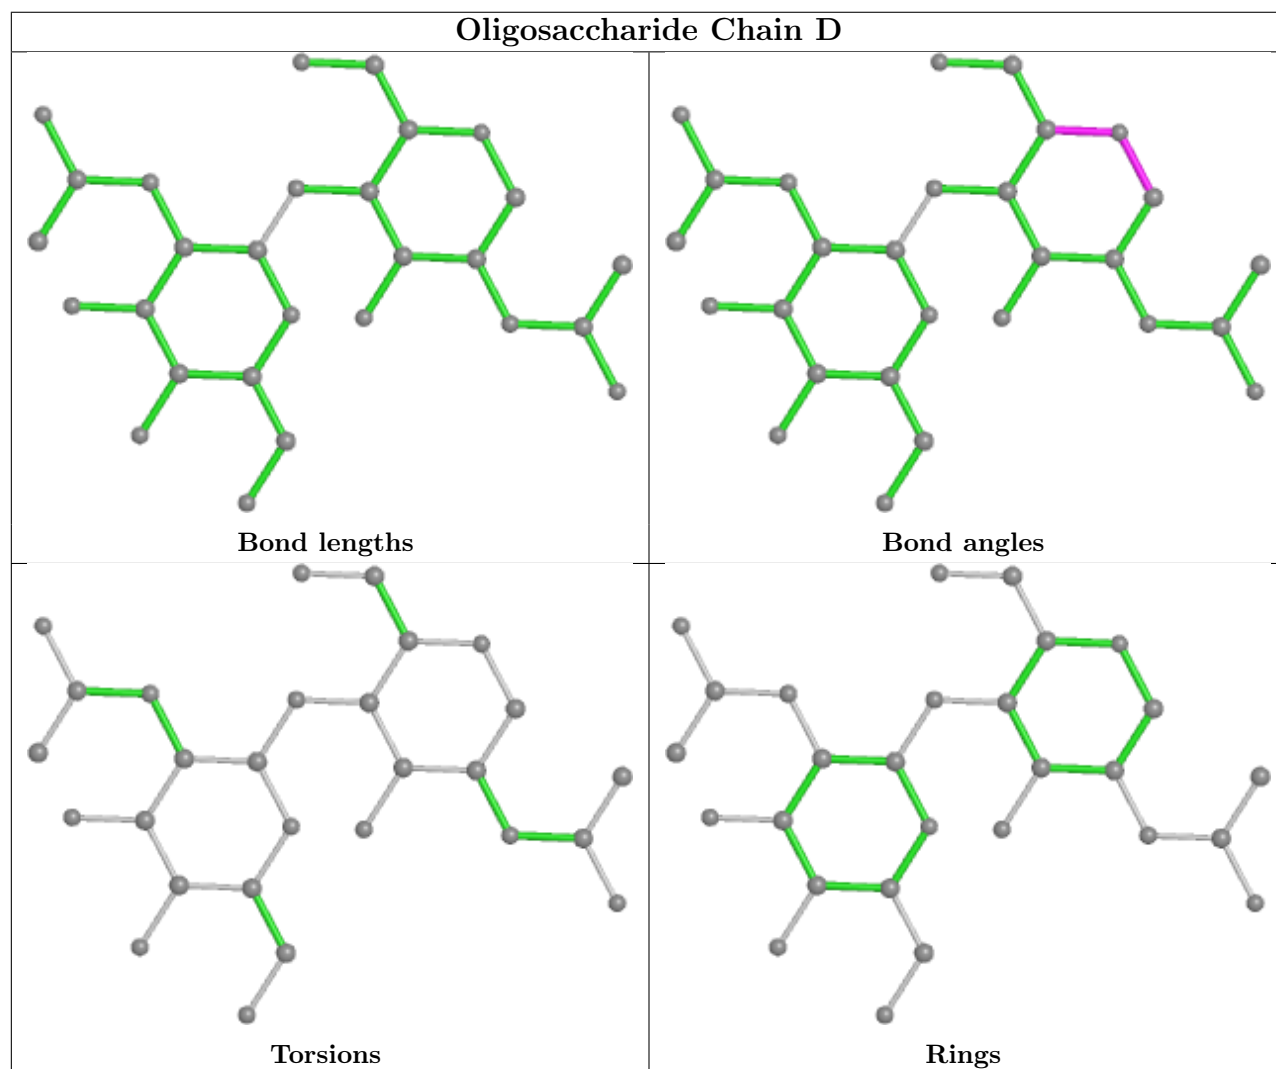 Oligosaccharide Chain D
Bond lengths
Bond angles
Torsions
Rings